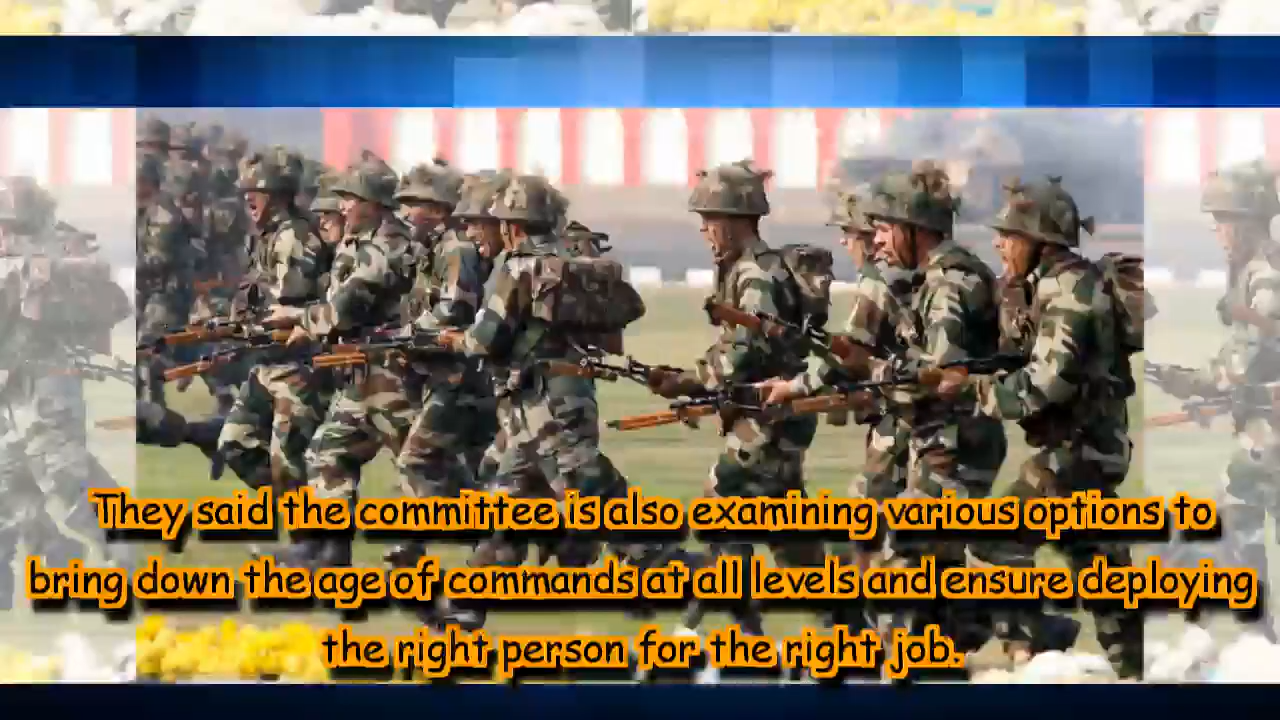 They said the committee is also examining various options to
bring down the age of commands at all levels and ensure deploying
the right person for the right job.